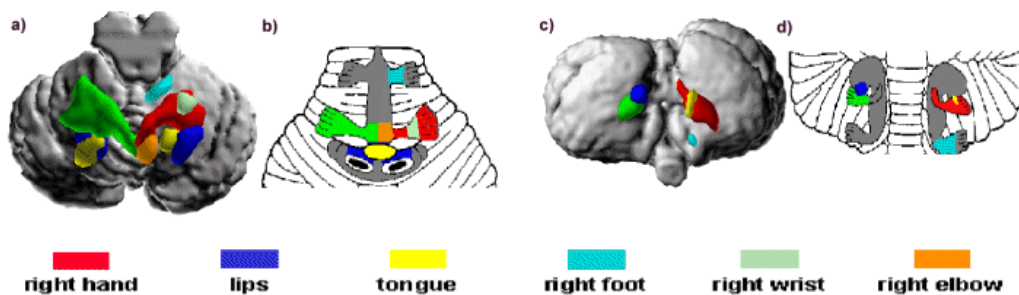 a)
b)
c)
d)
right hand
lips
tongue
right foot
right wrist
right elbow